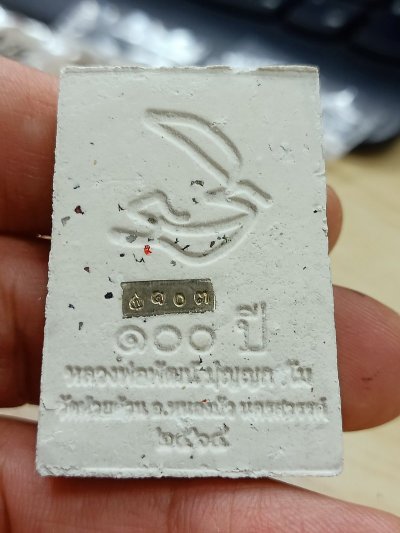 ๑๐๓
๑๐๐ ปี
หลวงพ่อพัฒน์ ปุญญกาโม
วัดห้วยด้วน อ.หนองบัว นครสวรรค์
๒๕๖๔